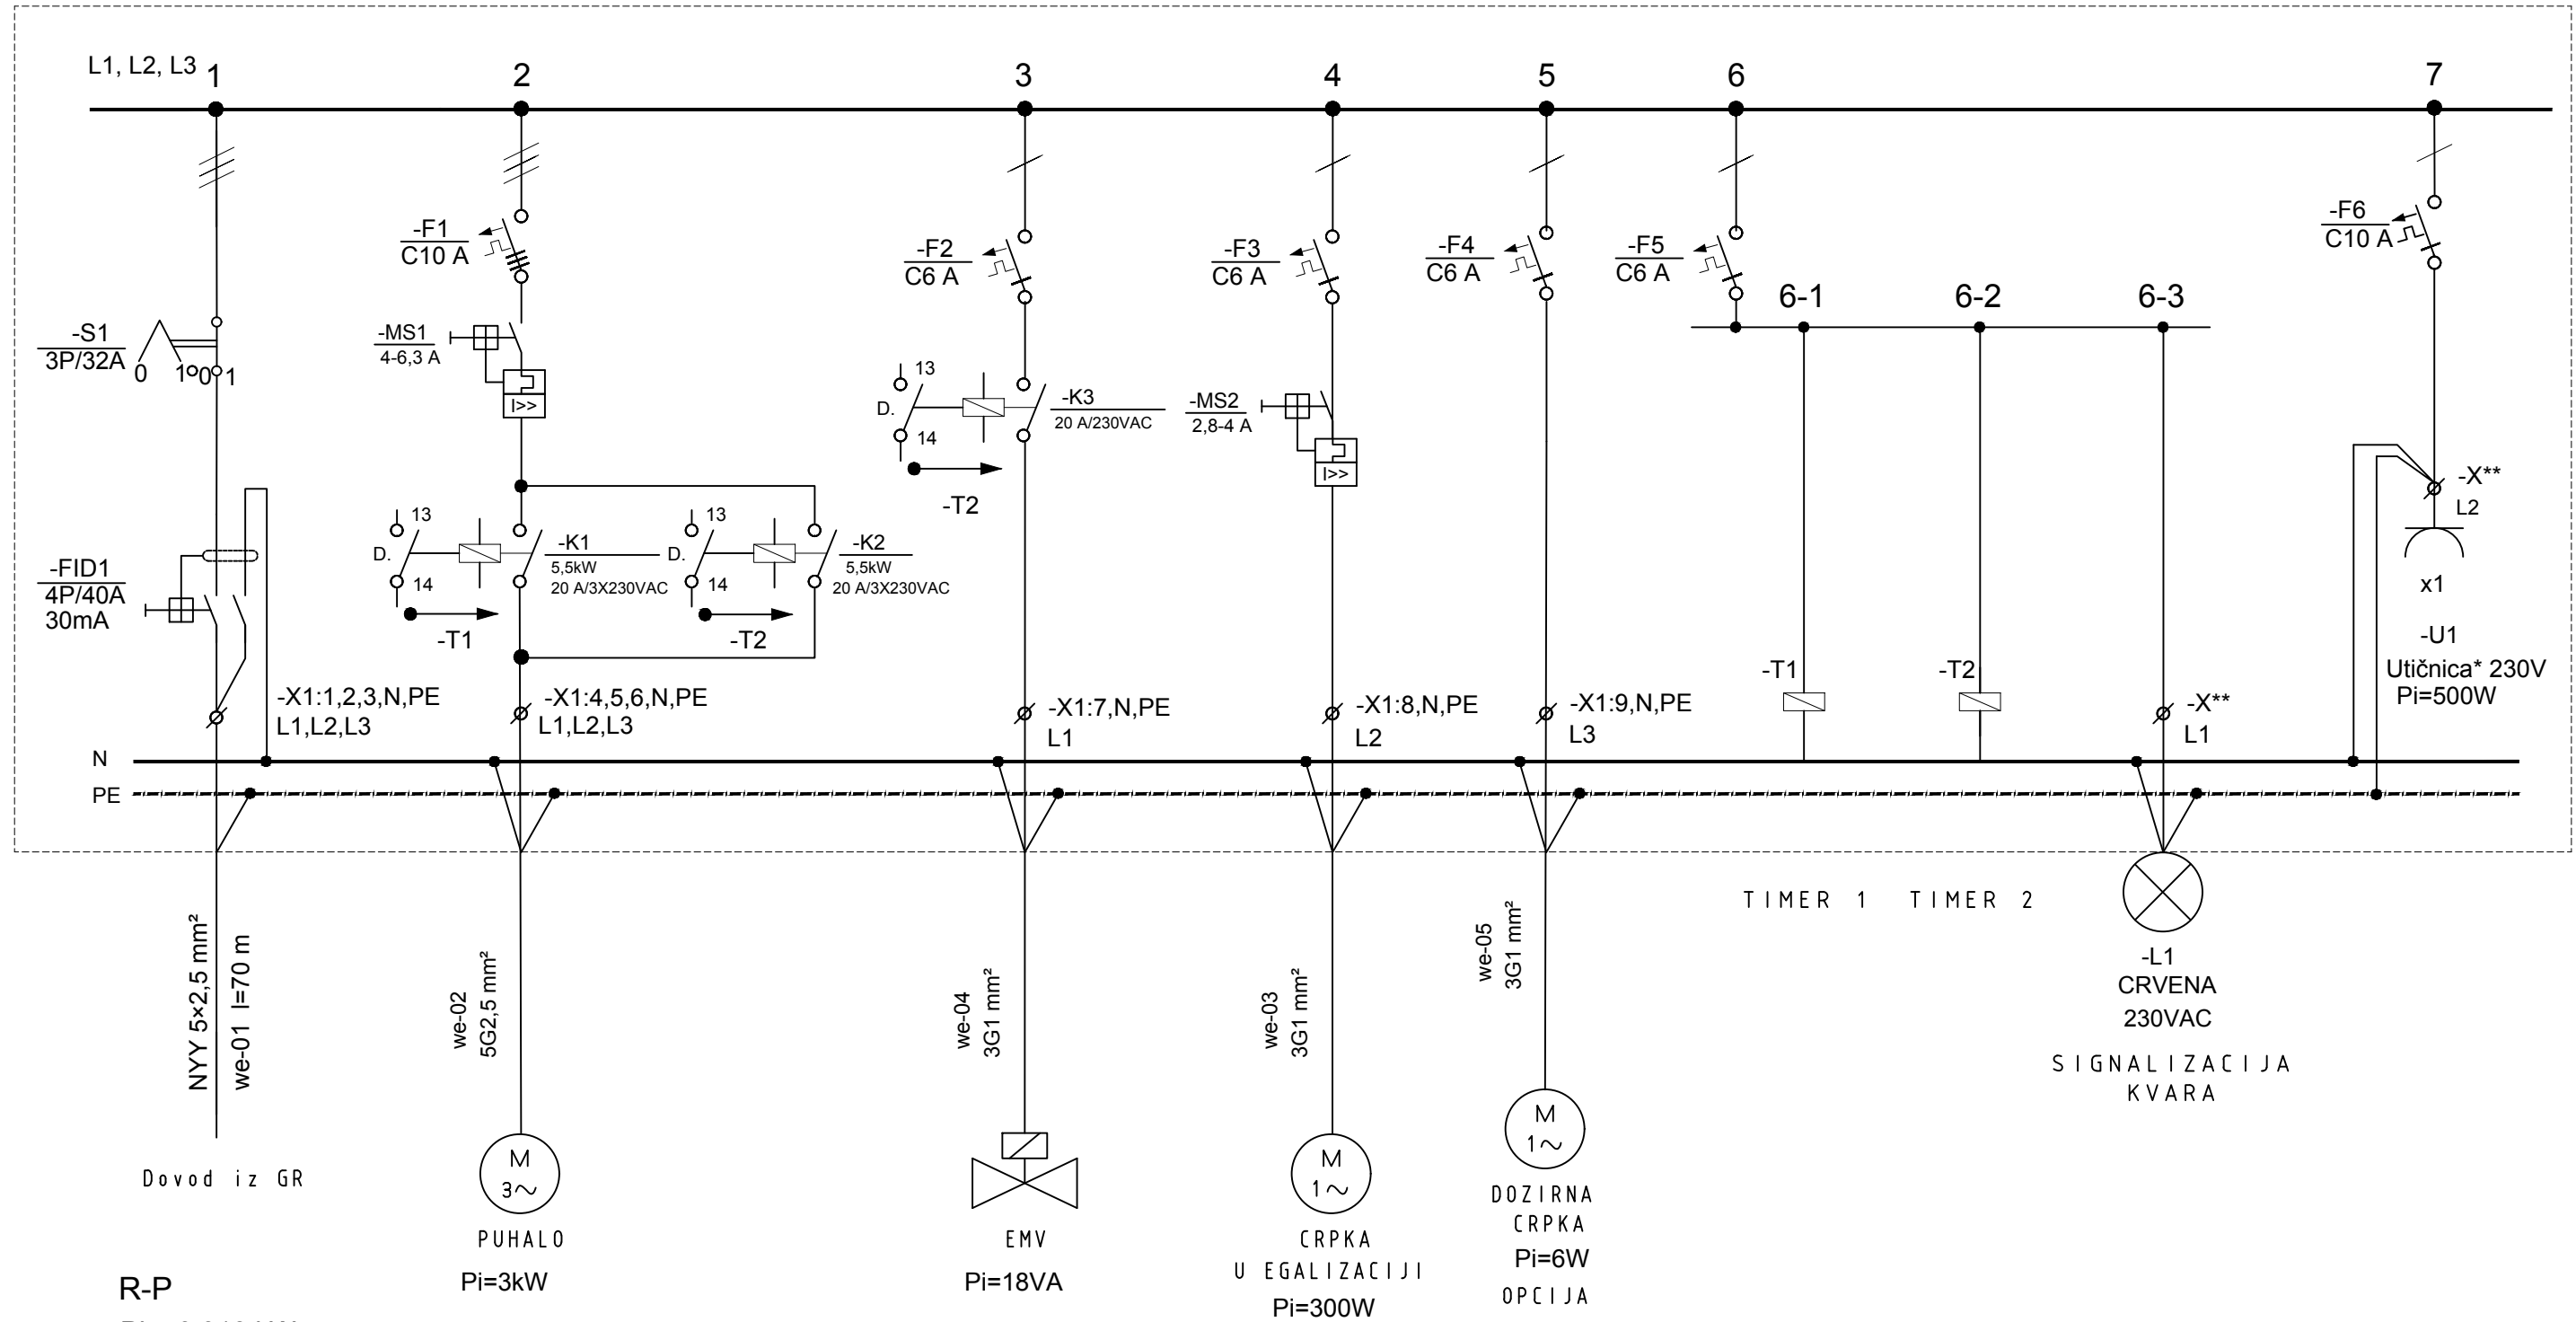 L1, L2, L3
1
2
3
4
5
6
7
-F1
C10 A
-F2
C6 A
-F3
C6 A
-F4
C6 A
-F5
C6 A
-F6
C10 A
6-1
6-2
6-3
-S1
3P/32A
0
1
0
1
-MS1
4-6,3 A
I>>
13
D.
14
-T2
-K3
20 A/230VAC
-MS2
2,8-4 A
I>>
-X**
L2
x1
-U1
Utičnica* 230V
Pi=500W
-FID1
4P/40A
30mA
13
D.
14
-T1
-K1
5,5kW
20 A/3X230VAC
13
D.
14
-T2
-K2
5,5kW
20 A/3X230VAC
-T1
-T2
-X1:1,2,3,N,PE
L1,L2,L3
-X1:4,5,6,N,PE
L1,L2,L3
-X1:7,N,PE
L1
-X1:8,N,PE
L2
-X1:9,N,PE
L3
-X**
L1
N
PE
NYY 5×2,5 mm²
we-01 l=70 m
we-02
5G2,5 mm²
we-04
3G1 mm²
we-03
3G1 mm²
we-05
3G1 mm²
TIMER 1
TIMER 2
-L1
CRVENA
230VAC
SIGNALIZACIJA
KVARA
Dovod iz GR
M
3~
PUHALO
Pi=3kW
EMV
Pi=18VA
M
1~
CRPKA
U EGALIZACIJI
Pi=300W
M
1~
DOZIRNA
CRPKA
Pi=6W
OPCIJA
R-P